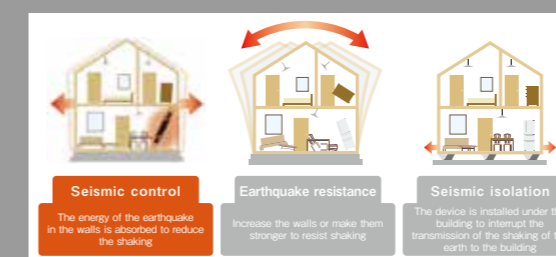 Seismic control
The energy of the earthquake
in the walls is absorbed to reduce
the shaking
Earthquake resistance
Increase the walls or make them
stronger to resist shaking
Seismic isolation
The device is installed under
building to interrupt the
transmission of the shaking of
earth to the building